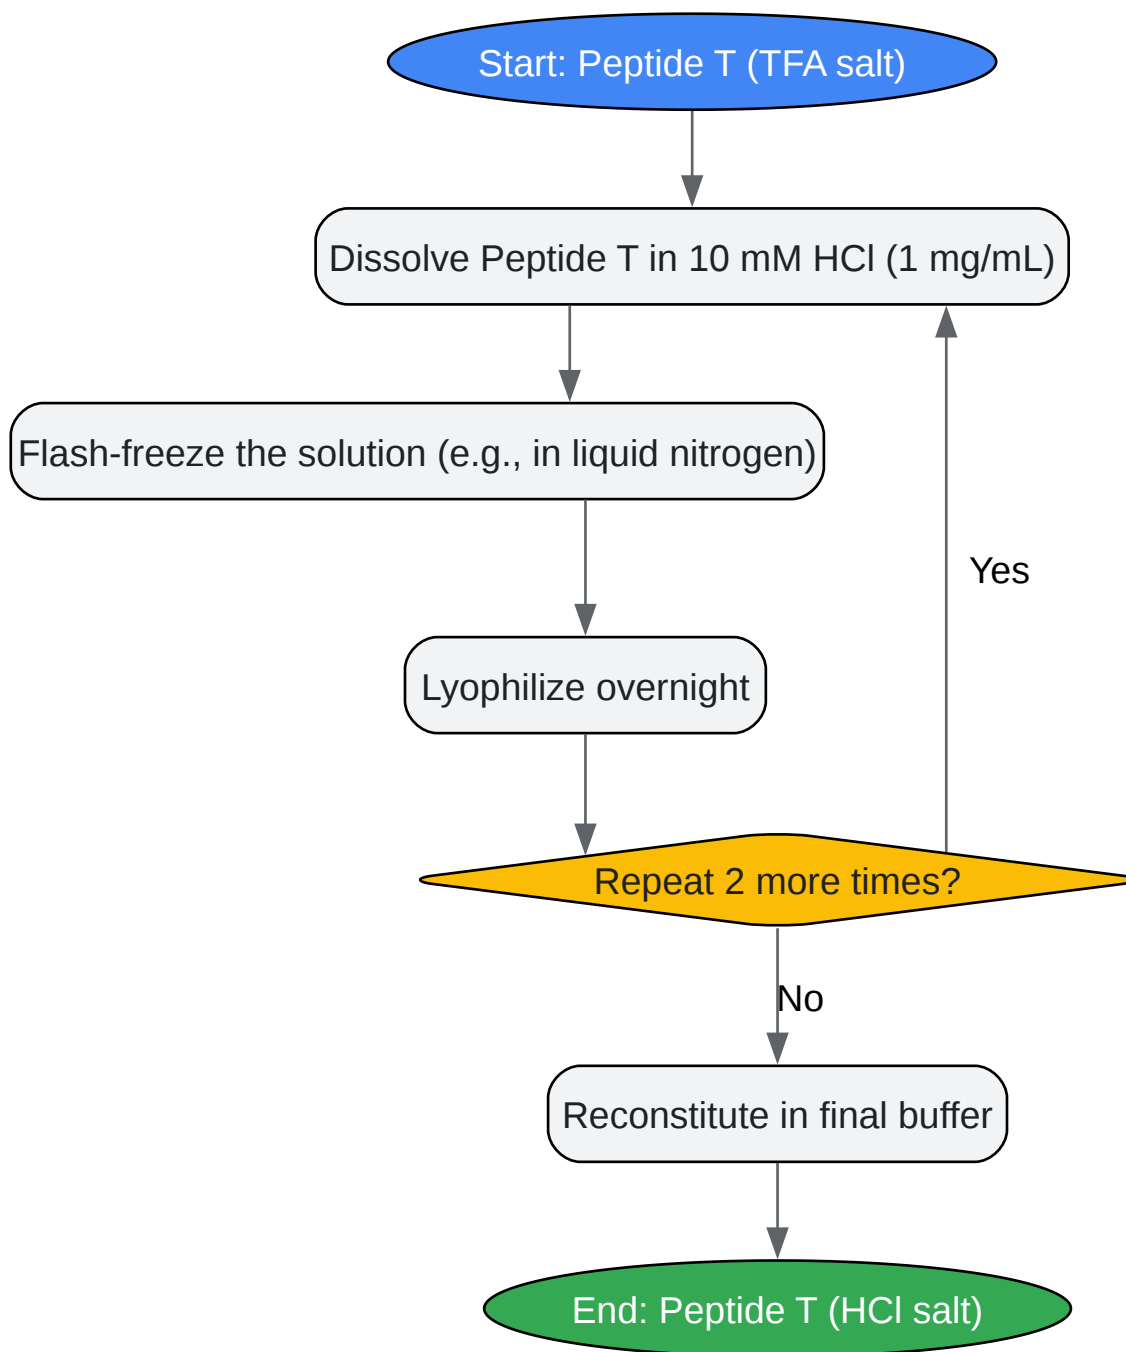 Start: Peptide T (TFA salt)
Dissolve Peptide T in 10 mM HCl (1 mg/mL)
Flash-freeze the solution (e.g., in liquid nitrogen)
Yes
Lyophilize overnight
Repeat 2 more times?
No
Reconstitute in final buffer
End: Peptide T (HCl salt)